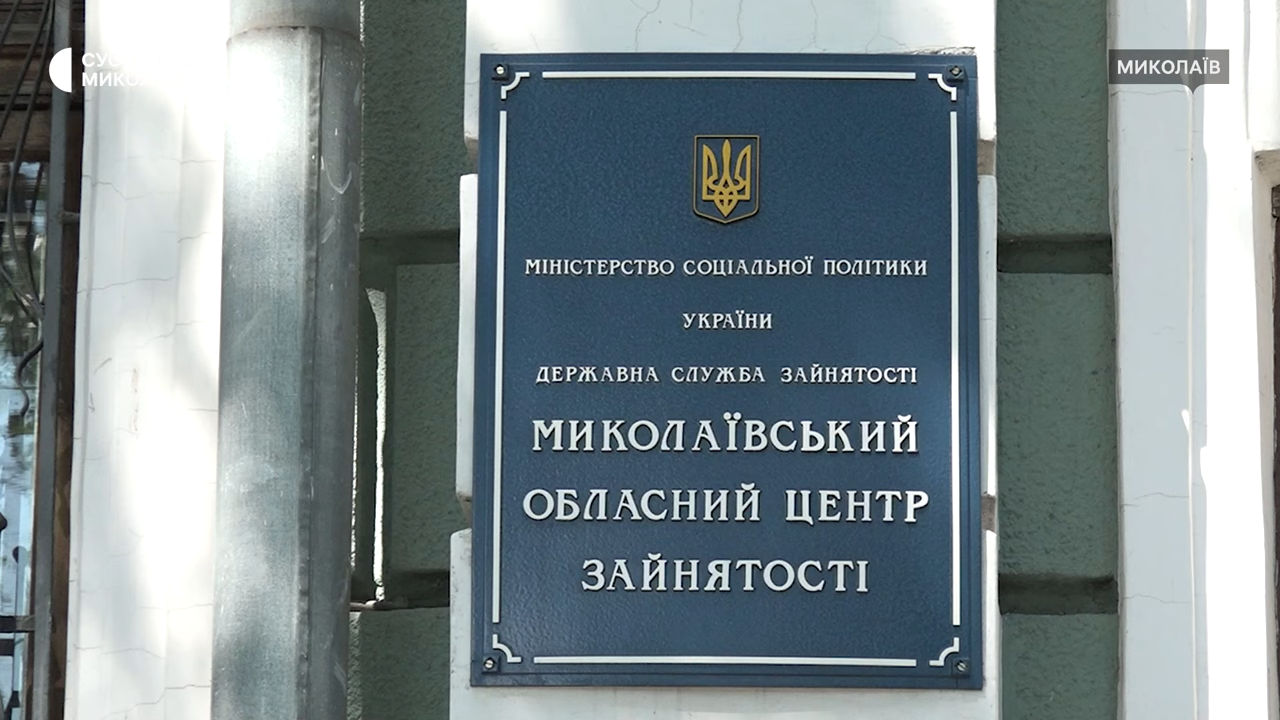 МИКОЛАЇВ
МІНІСТЕРСТВО СОЦІАЛЬНОЇ ПОЛІТИКИ
УКРАЇНИ
ДЕРЖАВНА СЛУЖБА ЗАЙНЯТОСТІ
МИКОЛАЇВСЬКИЙ
ОБЛАСНИЙ ЦЕНТР
ЗАЙНЯТОСТІ